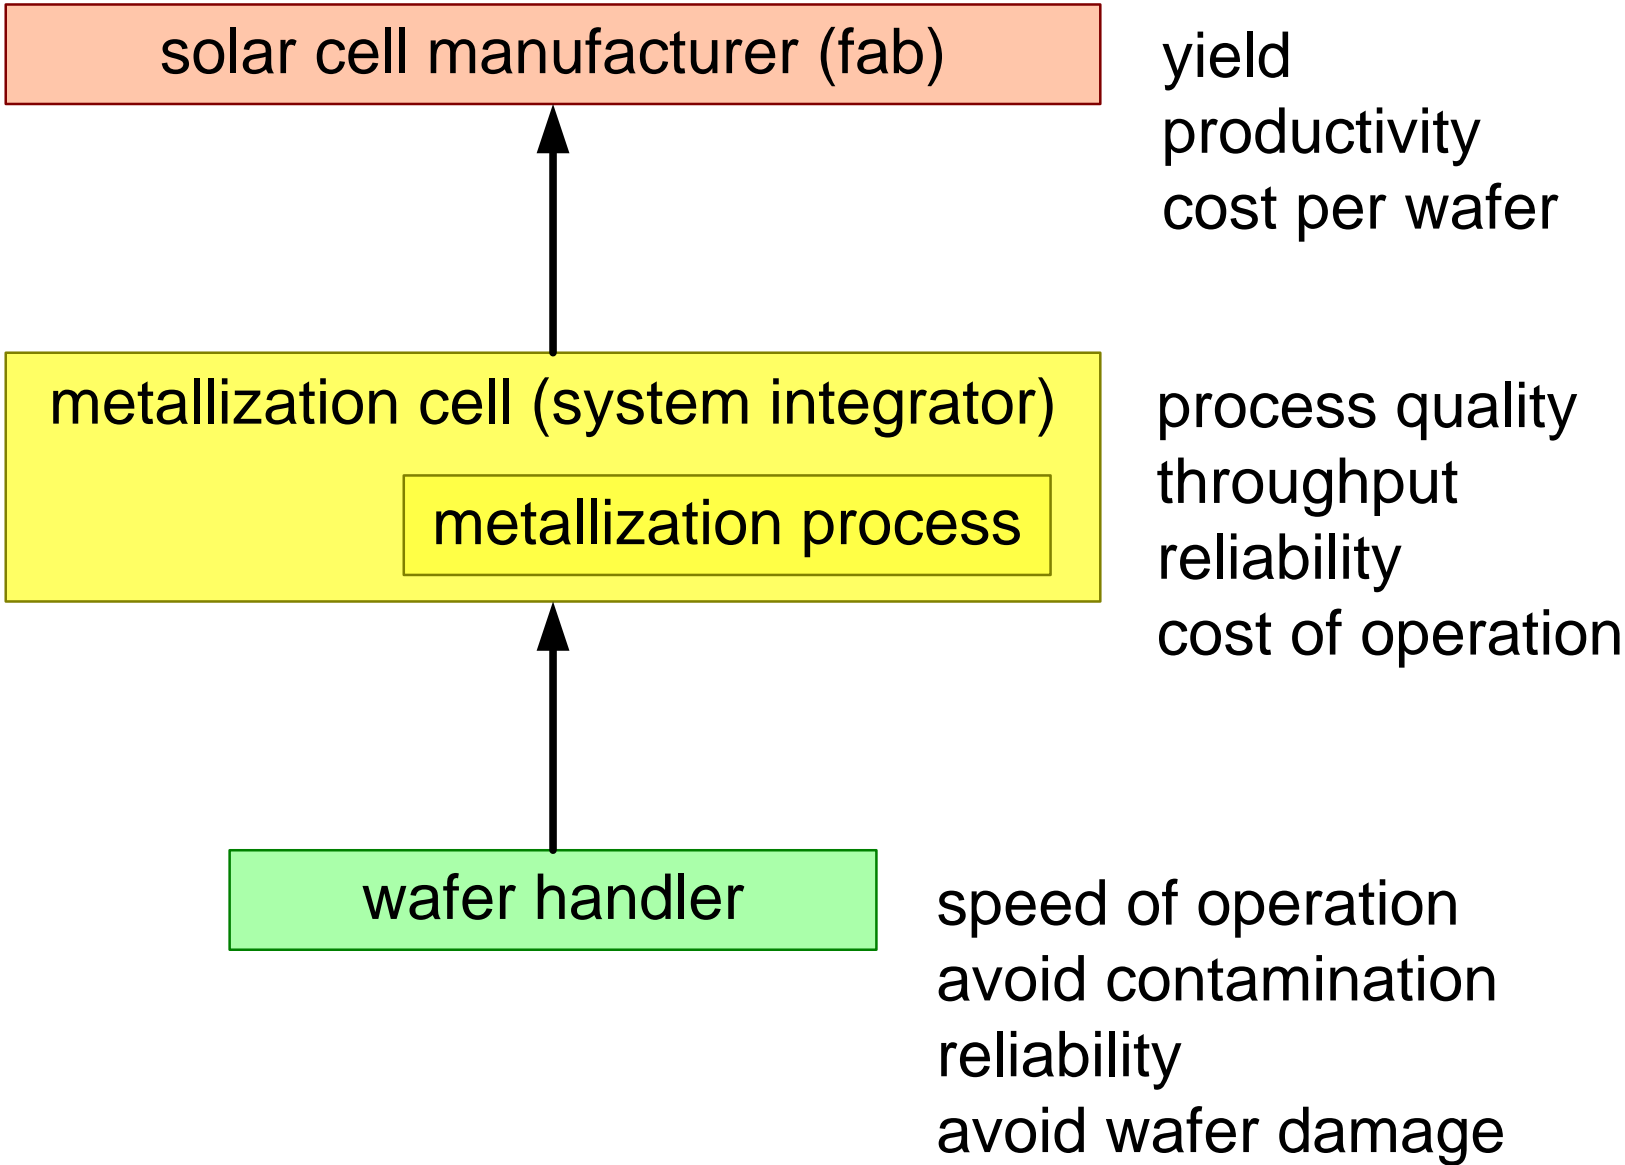 solar cell manufacturer (fab)
yield
productivity
cost per wafer
metallization cell (system integrator)
metallization process
process quality
throughput
reliability
cost of operation
wafer handler
speed of operation
avoid contamination
reliability
avoid wafer damage